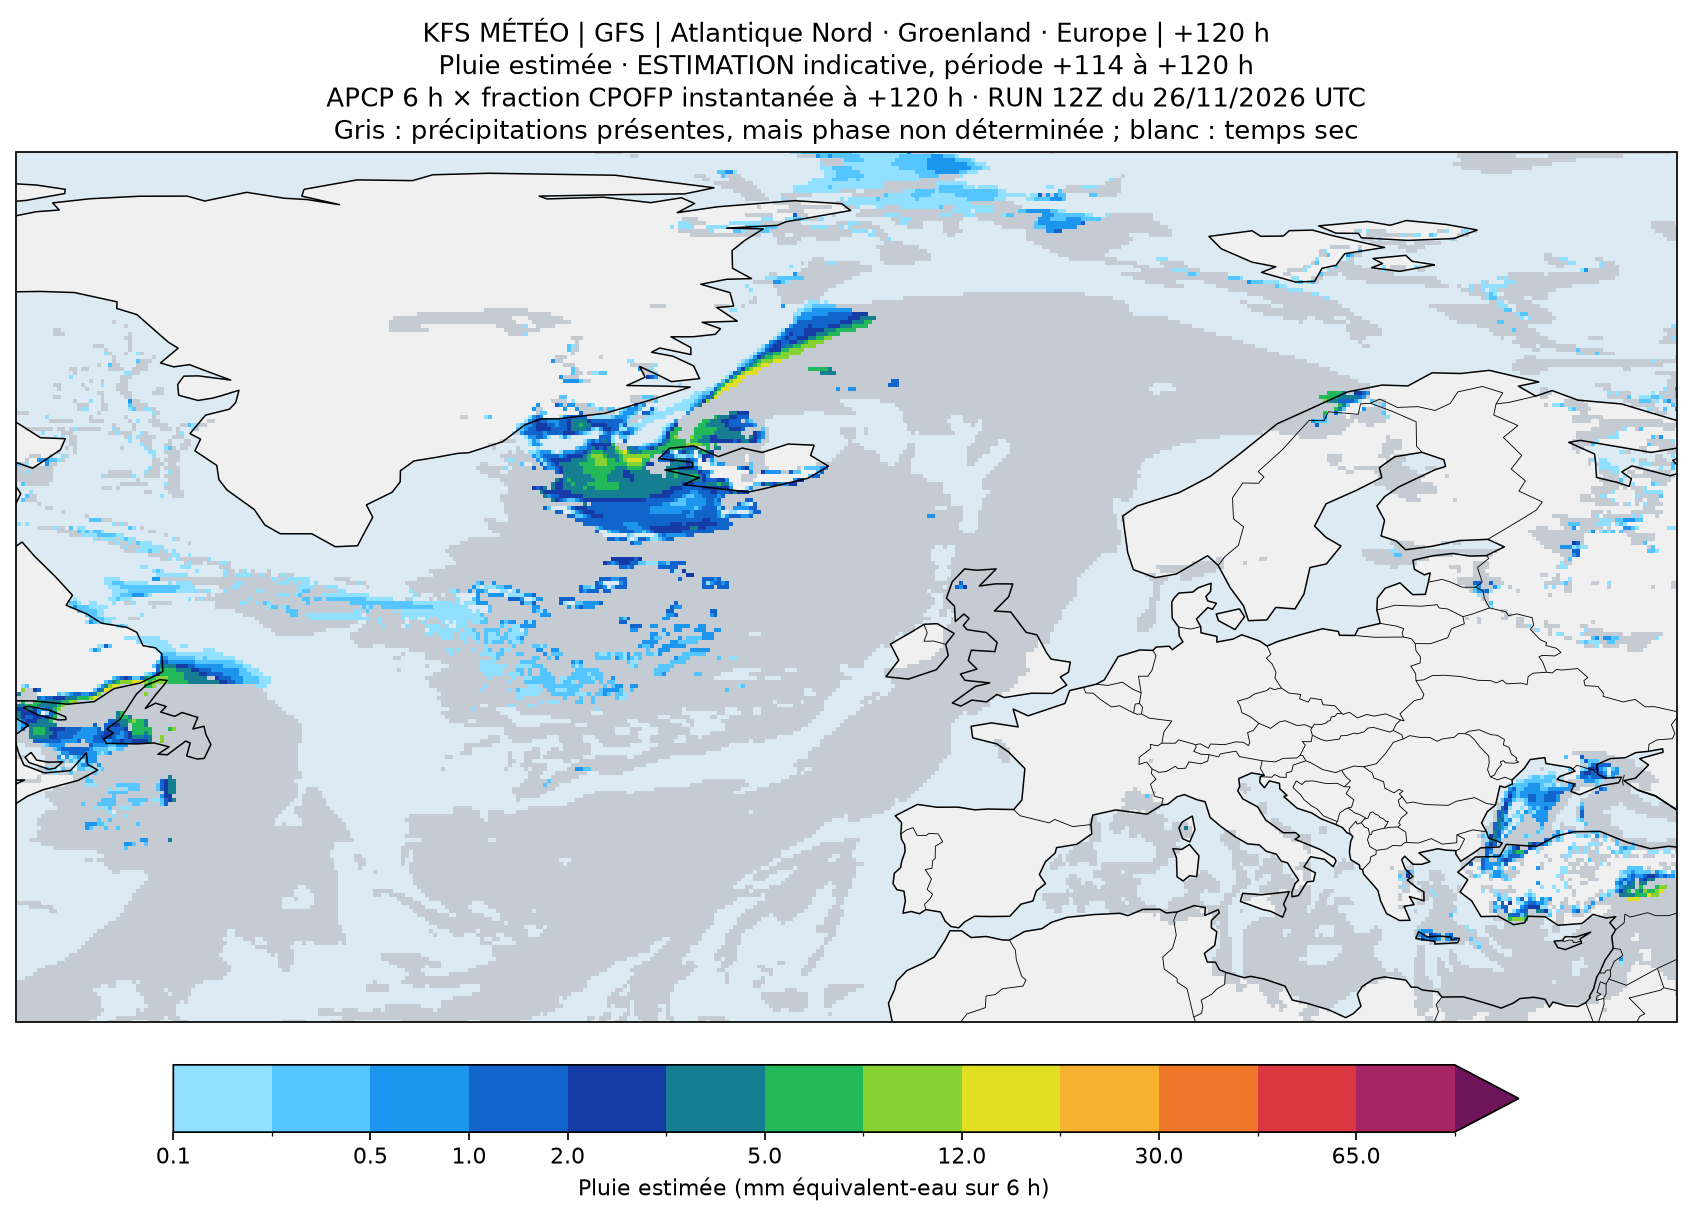 KFS MÉTÉO | GFS | Atlantique Nord · Groenland · Europe | +120 h
Pluie estimée · ESTIMATION indicative, période +114 à +120 h
APCP 6 h × fraction CPOFP instantanée à +120 h · RUN 12Z du 26/11/2026 UTC
Gris : précipitations présentes, mais phase non déterminée ; blanc : temps sec
0.1 0.5 1.0 2.0 5.0 12.0 30.0 65.0
Pluie estimée (mm équivalent-eau sur 6 h)